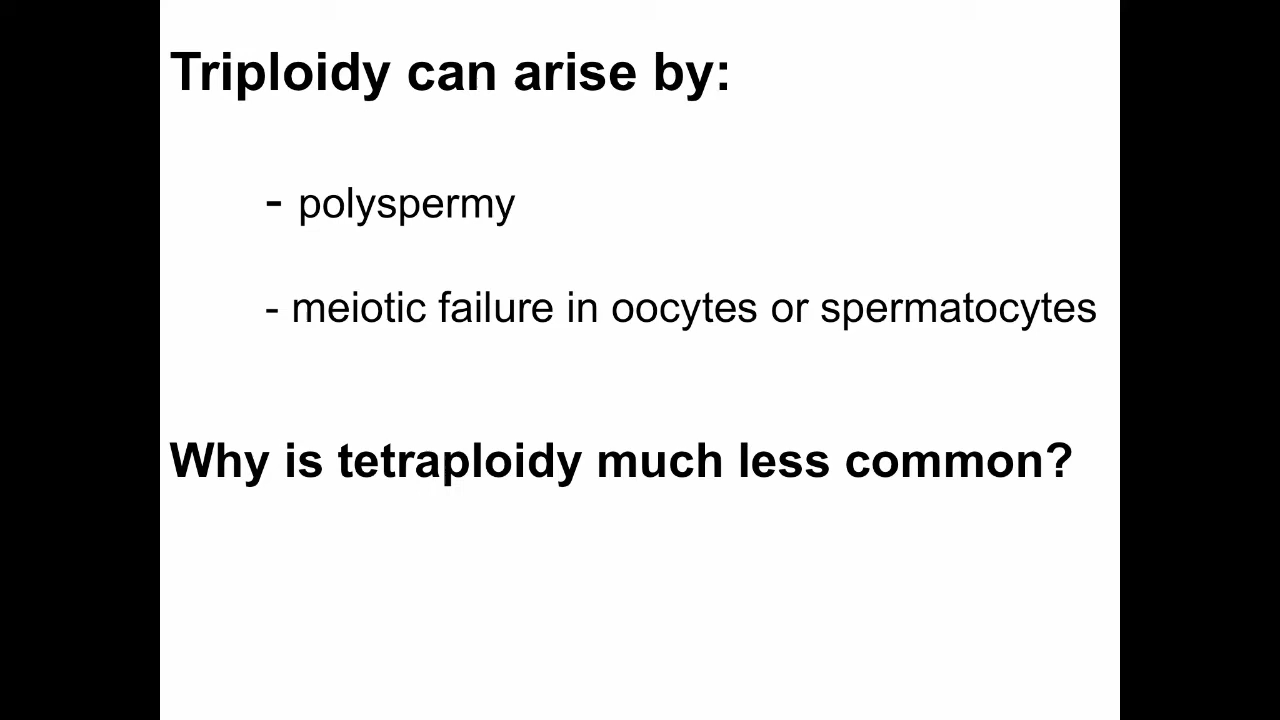 Triploidy can arise by:
- polyspermy
- meiotic failure in oocytes or spermatocytes
Why is tetraploidy much less common?